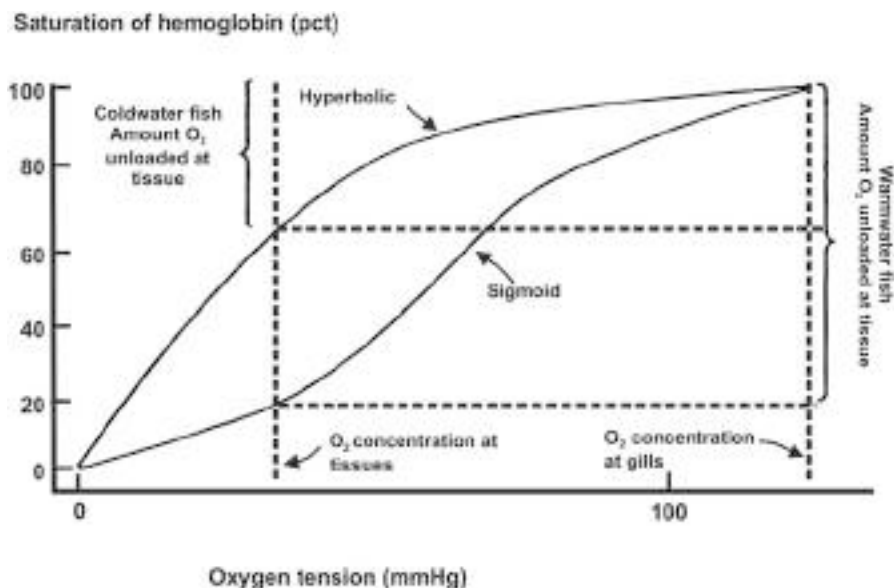 Saturation of hemoglobin (pct)
100
80
60
40
20
0
Coldwater fish
Amount O₂
unloaded at
tissue
Hyperbolic
Sigmoid
O₂ concentration at
tissues
O₂ concentration
at gills
Warmwater fish
Amount O₂ unloaded at tissue
0
100
Oxygen tension (mmHg)